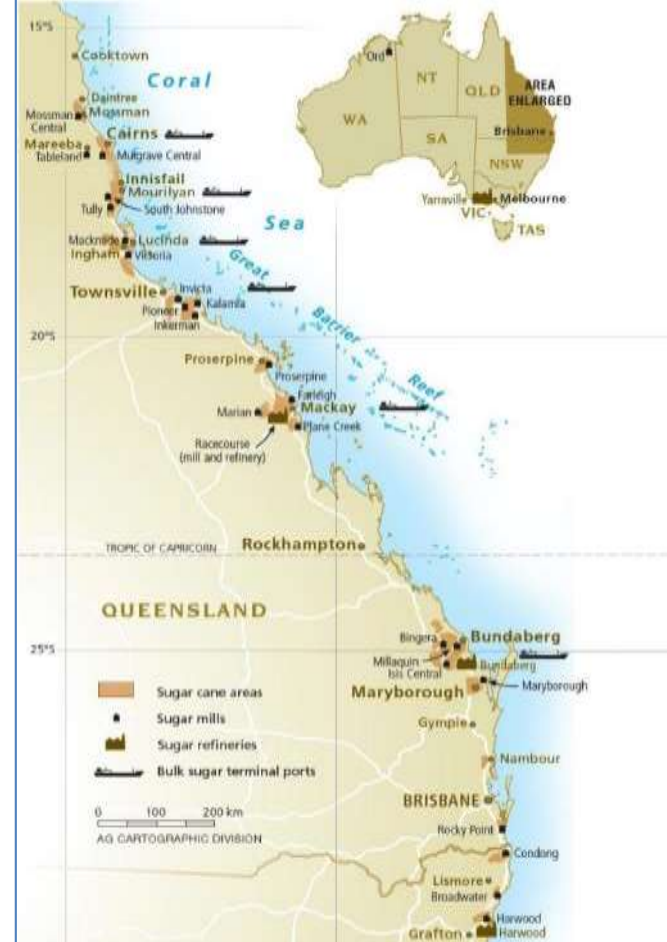 15°S
Cooktown
Coral
Daintree
Mossman
Mossman
Central
Cairns
Mareeba
Tableland
Mulgrave Central
Innisfail
Mourilyan
South Johnstone
Tully
Sea
Macknade
Lucinda
Ingham
Victoria
Great
Townsville
Invicta
Kalamia
Pioneer
Inkerman
Barrier
20°S
Proserpine
Proserpine
Reef
Farleigh
Marian
Mackay
Plane Creek
Racecourse
(mill and refinery)
TROPIC OF CAPRICORN
Rockhampton
QUEENSLAND
Bingera
Bundaberg
25°S
Millaquin
Bundaberg
Isis Central
Maryborough
Maryborough
Gympie
Nambour
BRISBANE
Rocky Point
Condong
Lismore
Broadwater
Harwood
Grafton
Harwood
Sugar cane areas
Sugar mills
Sugar refineries
Bulk sugar terminal ports
0 100 200 km
AG CARTOGRAPHIC DIVISION
Ord
NT
QLD
AREA
ENLARGED
WA
SA
Brisbane
NSW
Yarraville
Melbourne
VIC
TAS